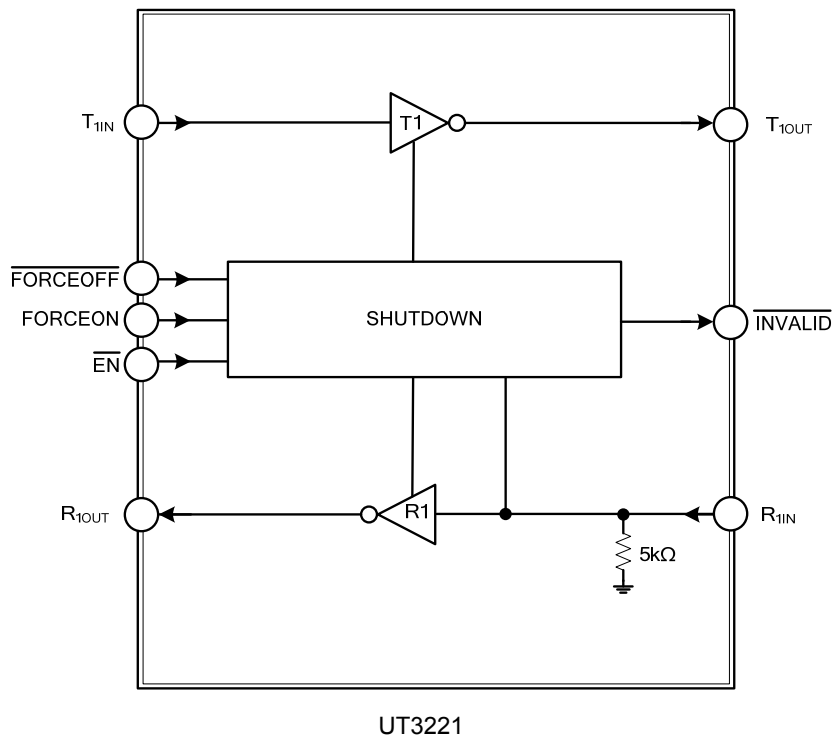 T1IN
T1
T1OUT
FORCEOFF
FORCEON
EN
SHUTDOWN
INVALID
R1OUT
R1
R1IN
5kΩ
UT3221